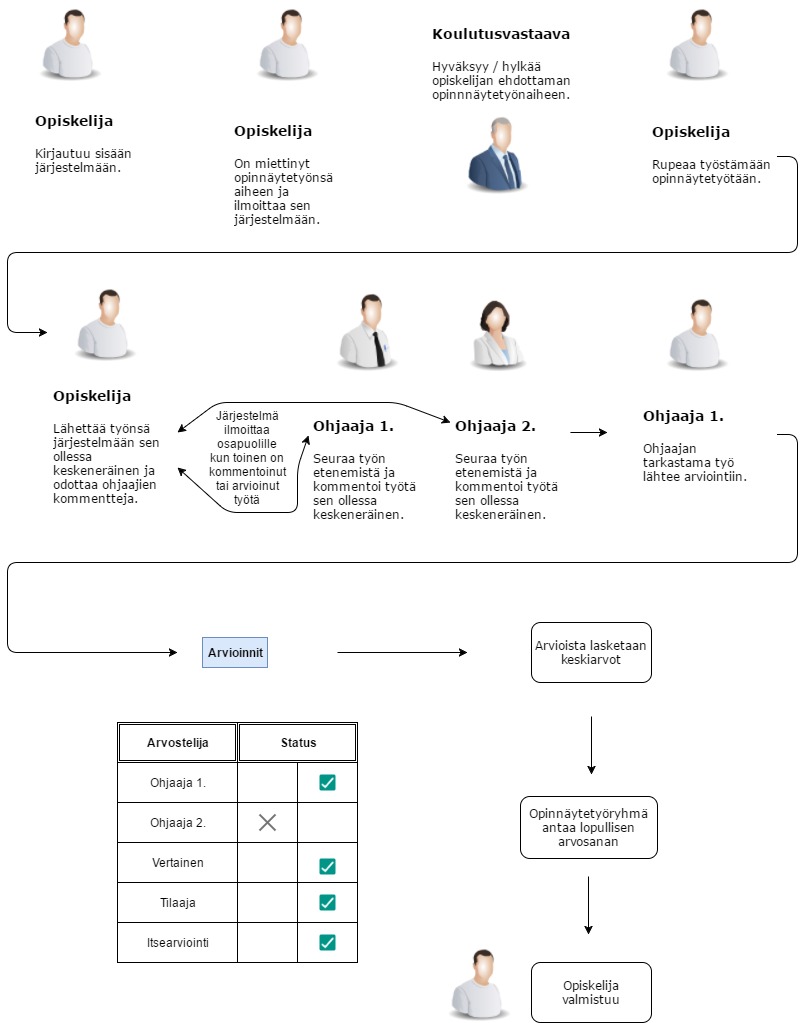 Opiskelija
Kirjautuu sisään
järjestelmään.
Opiskelija
On miettinyt
opinnäytetyönsä
aiheen ja
ilmoittaa sen
järjestelmään.
Koulutusvastaava
Hyväksyy / hylkää
opiskelijan ehdottaman
opinnnäytetyönaiheen.
Opiskelija
Rupeaa työstämään
opinnäytetyötään.
Opiskelija
Lähettää työnsä
järjestelmään sen
ollessa
keskeneräinen ja
odottaa ohjaajien
kommentteja.
Järjestelmä
ilmoittaa
osapuolille
kun toinen on
kommentoinut
tai arvioinut
työtä
Ohjaaja 1.
Seuraa työn
etenemistä ja
kommentoi työtä
sen ollessa
keskeneräinen.
Ohjaaja 2.
Seuraa työn
etenemistä ja
kommentoi työtä
sen ollessa
keskeneräinen.
Ohjaaja 1.
Ohjaajan
tarkastama työ
lähtee arviointiin.
Arvioinnit
Arvioista lasketaan
keskiarvot
Arvostelija Status
Ohjaaja 1.
Ohjaaja 2.
Vertainen
Tilaaja
Itsearviointi
Opinnäytetyöryhmä
antaa lopullisen
arvosanan
Opiskelija
valmistuu